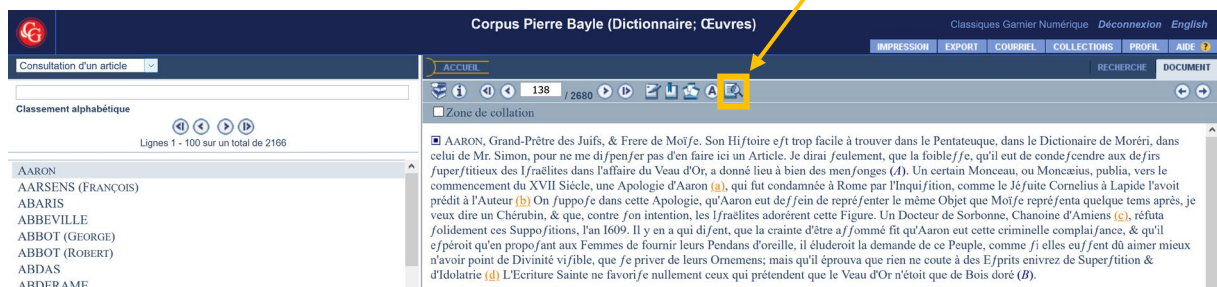 CG
Corpus Pierre Bayle (Dictionnaire; Œuvres)
Classiques Garnier Numérique Déconnexion English
IMPRESSION EXPORT COURRIEL COLLECTIONS PROFIL AIDE ?
Consultation d'un article
ACCUEIL
RECHERCHE DOCUMENT
138 / 2680
A
Zone de collation
Classement alphabétique
Lignes 1 - 100 sur un total de 2166
AARON
AARSENS (FRANÇOIS)
ABARIS
ABBEVILLE
ABBOT (GEORGE)
ABBOT (ROBERT)
ABDAS
ABDERAME
AARON, Grand-Prêtre des Juifs, & Frere de Moïſe. Son Hiſtoire eſt trop facile à trouver dans le Pentateuque, dans le Dictionaire de Moréri, dans
celui de Mr. Simon, pour ne me diſpenſer pas d'en faire ici un Article. Je dirai ſeulement, que la foibleſſe, qu'il eut de condeſcendre aux deſirs
ſuperſtitieux des Iſraëlites dans l'affaire du Veau d'Or, a donné lieu à bien des menſonges (A). Un certain Monceau, ou Moncæius, publia, vers le
commencement du XVII Siécle, une Apologie d'Aaron (a), qui fut condamnée à Rome par l'Inquiſition, comme le Jéſuite Cornelius à Lapide l'avoit
prédit à l'Auteur (b) On ſuppoſe dans cette Apologie, qu'Aaron eut deſſein de repréſenter le même Objet que Moïſe repréſenta quelque tems après, je
veux dire un Chérubin, & que, contre ſon intention, les Iſraëlites adorérent cette Figure. Un Docteur de Sorbonne, Chanoine d'Amiens (c), réfuta
ſolidement ces Suppoſitions, l'an I609. Il y en a qui diſent, que la crainte d'être aſſommé fit qu'Aaron eut cette criminelle complaiſance, & qu'il
eſpéroit qu'en propoſant aux Femmes de fournir leurs Pendans d'oreille, il éluderoit la demande de ce Peuple, comme ſi elles euſſent dû aimer mieux
n'avoir point de Divinité viſible, que ſe priver de leurs Ornemens; mais qu'il éprouva que rien ne coute à des Eſprits enivrez de Superſtition &
d'Idolatrie (d) L'Ecriture Sainte ne favoriſe nullement ceux qui prétendent que le Veau d'Or n'étoit que de Bois doré (B).